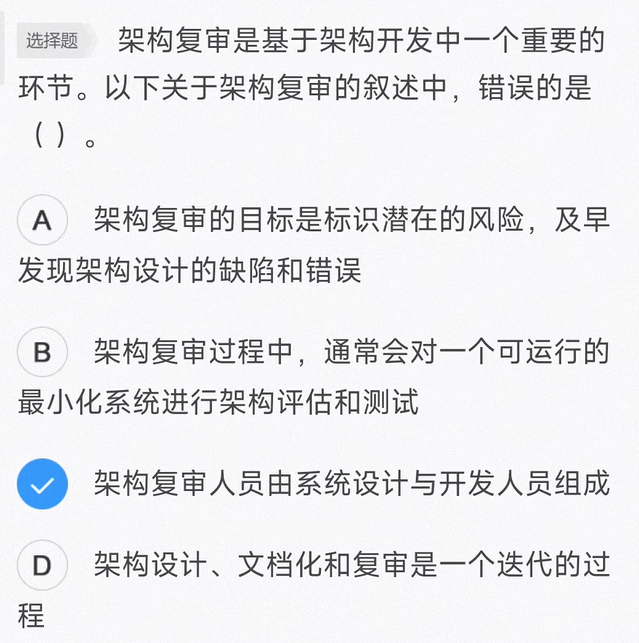 选择题 架构复审是基于架构开发中一个重要的
环节。以下关于架构复审的叙述中，错误的是
（ ）。
A 架构复审的目标是标识潜在的风险，及早
发现架构设计的缺陷和错误
B 架构复审过程中，通常会对一个可运行的
最小化系统进行架构评估和测试
架构复审人员由系统设计与开发人员组成
D 架构设计、文档化和复审是一个迭代的过
程